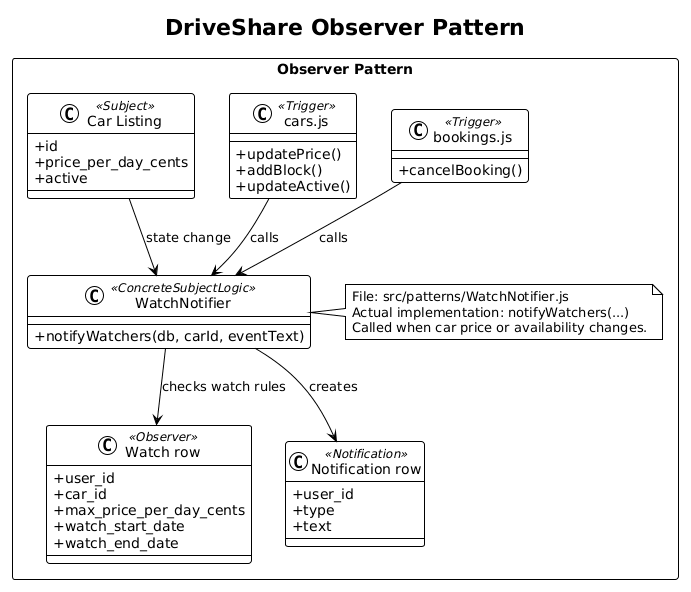 DriveShare Observer Pattern
Observer Pattern
C «Subject»
Car Listing
+id
+price_per_day_cents
+active
C «Trigger»
cars.js
+updatePrice()
+addBlock()
+updateActive()
C «Trigger»
bookings.js
+cancelBooking()
state change
calls
calls
C «ConcreteSubjectLogic»
WatchNotifier
+notifyWatchers(db, carId, eventText)
File: src/patterns/WatchNotifier.js
Actual implementation: notifyWatchers(...)
Called when car price or availability changes.
checks watch rules
creates
C «Observer»
Watch row
+user_id
+car_id
+max_price_per_day_cents
+watch_start_date
+watch_end_date
C «Notification»
Notification row
+user_id
+type
+text